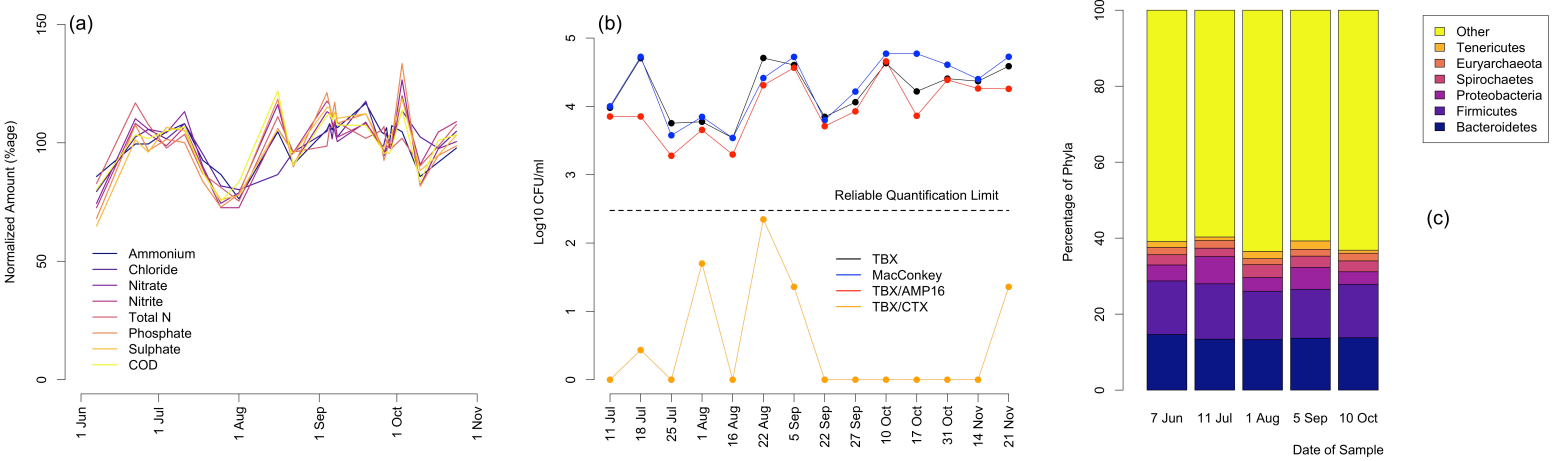 (a)
Normalized Amount (%age)
150
100
50
0
Ammonium
Chloride
Nitrate
Nitrite
Total N
Phosphate
Sulphate
COD
1 Jun
1 Jul
1 Aug
1 Sep
1 Oct
1 Nov
(b)
Log10 CFU/ml
5
4
3
2
1
0
Reliable Quantification Limit
TBX
MacConkey
TBX/AMP16
TBX/CTX
11 Jul
18 Jul
25 Jul
1 Aug
16 Aug
22 Aug
5 Sep
22 Sep
27 Sep
10 Oct
17 Oct
31 Oct
14 Nov
21 Nov
Percentage of Phyla
100
80
60
40
20
0
7 Jun
11 Jul
1 Aug
5 Sep
10 Oct
Date of Sample
Other
Tenericutes
Euryarchaeota
Spirochaetes
Proteobacteria
Firmicutes
Bacteroidetes
(c)